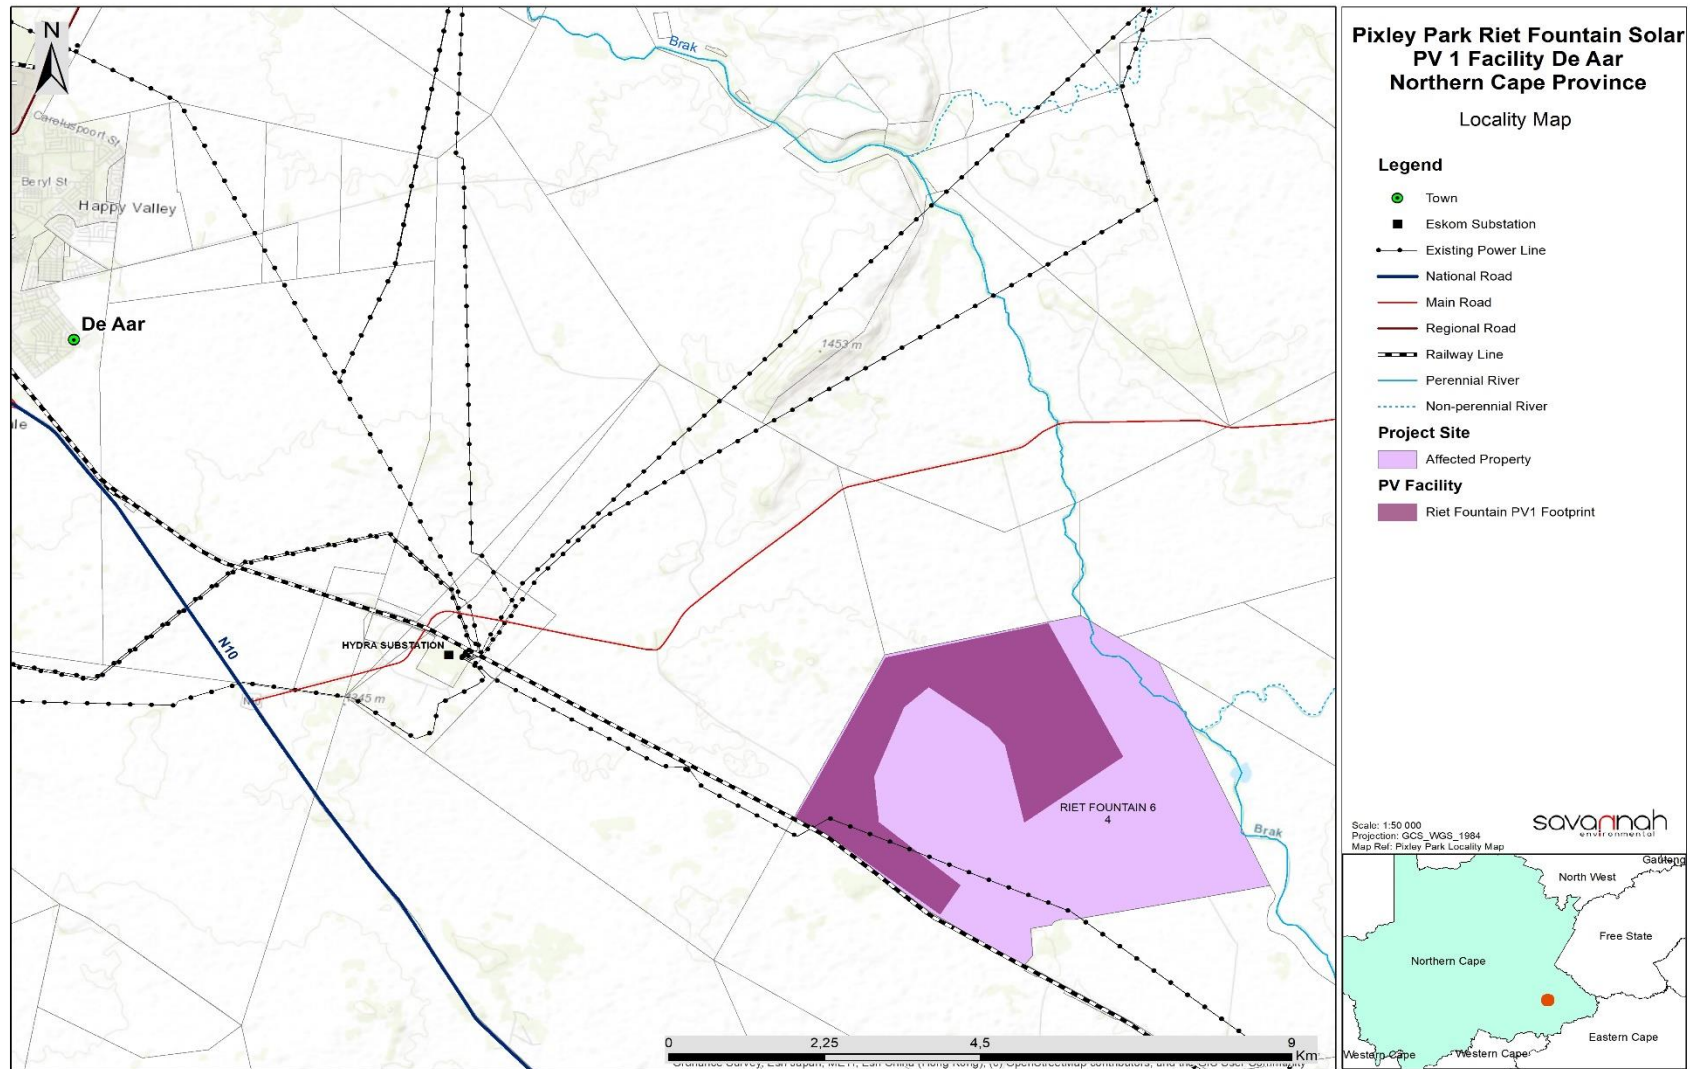 N
Brak
Careluspoort St
Beryl St
Happy Valley
De Aar
1453 m
HYDRA SUBSTATION
N10
RIET FOUNTAIN 6
4
Brak
0
2,25
4,5
9
Km
Pixley Park Riet Fountain Solar
PV 1 Facility De Aar
Northern Cape Province
Locality Map
Legend
Town
Eskom Substation
Existing Power Line
National Road
Main Road
Regional Road
Railway Line
Perennial River
Non-perennial River
Project Site
Affected Property
PV Facility
Riet Fountain PV1 Footprint
Scale: 1:50 000
Projection: GCS_WGS_1984
Map Ref: Pixley Park Locality Map
savannah
environmental
Gauteng
North West
Free State
Northern Cape
Eastern Cape
Western Cape
Western Cape